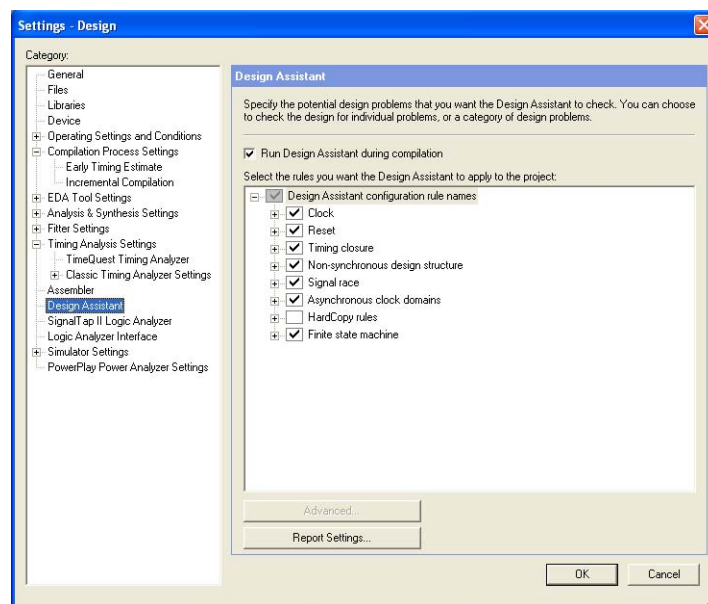 Settings - Design
Category:
General
Files
Libraries
Device
Operating Settings and Conditions
Compilation Process Settings
Early Timing Estimate
Incremental Compilation
EDA Tool Settings
Analysis & Synthesis Settings
Fitter Settings
Timing Analysis Settings
TimeQuest Timing Analyzer
Classic Timing Analyzer Settings
Assembler
Design Assistant
SignalTap II Logic Analyzer
Logic Analyzer Interface
Simulator Settings
PowerPlay Power Analyzer Settings
Design Assistant
Specify the potential design problems that you want the Design Assistant to check. You can choose
to check the design for individual problems, or a category of design problems.
Run Design Assistant during compilation
Select the rules you want the Design Assistant to apply to the project:
Design Assistant configuration rule names
Clock
Reset
Timing closure
Non-synchronous design structure
Signal race
Asynchronous clock domains
HardCopy rules
Finite state machine
Advanced...
Report Settings...
OK
Cancel